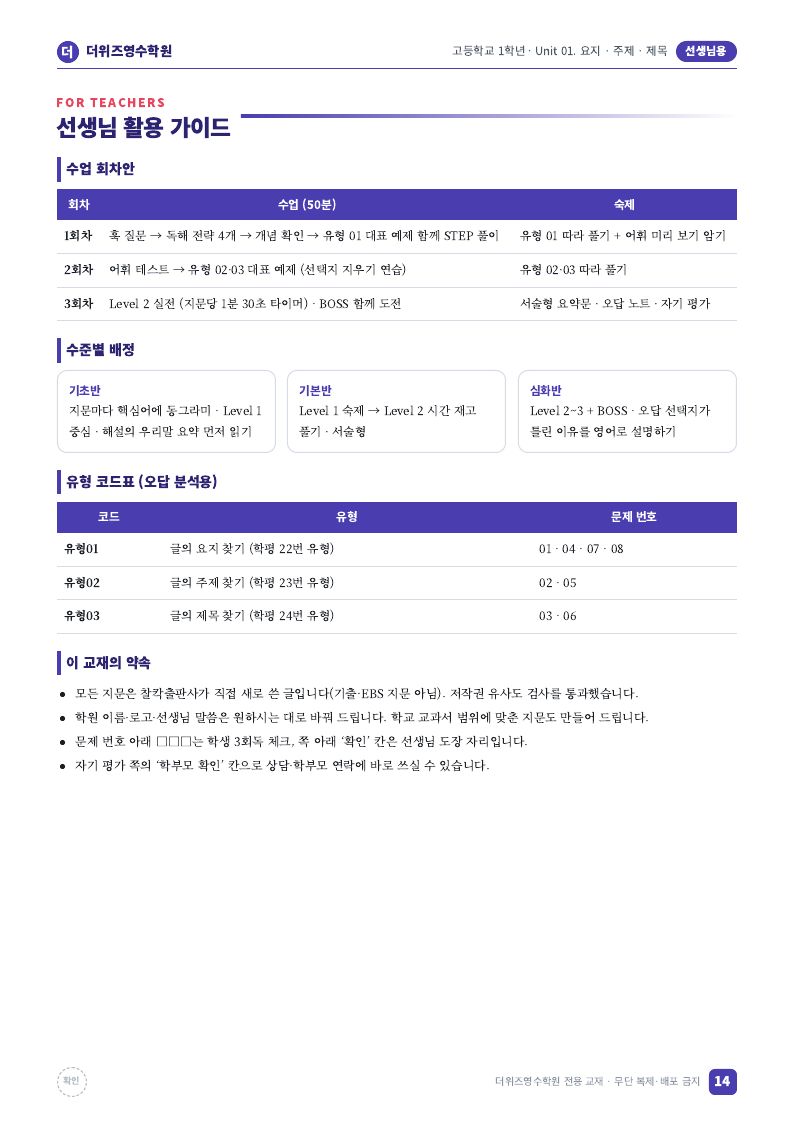 더 더위즈영수학원
고등학교 1학년 · Unit 01. 요지 · 주제 · 제목 선생님용
FOR TEACHERS
선생님 활용 가이드
수업 회차안
회차 수업 (50분) 숙제
1회차 훅 질문 → 독해 전략 4개 → 개념 확인 → 유형 01 대표 예제 함께 STEP 풀이 유형 01 따라 풀기 + 어휘 미리 보기 암기
2회차 어휘 테스트 → 유형 02·03 대표 예제 (선택지 지우기 연습) 유형 02·03 따라 풀기
3회차 Level 2 실전 (지문당 1분 30초 타이머) · BOSS 함께 도전 서술형 요약문 · 오답 노트 · 자기 평가
수준별 배정
기초반
지문마다 핵심어에 동그라미 · Level 1
중심 · 해설의 우리말 요약 먼저 읽기
기본반
Level 1 숙제 → Level 2 시간 재고
풀기 · 서술형
심화반
Level 2~3 + BOSS · 오답 선택지가
틀린 이유를 영어로 설명하기
유형 코드표 (오답 분석용)
코드 유형 문제 번호
유형01 글의 요지 찾기 (학평 22번 유형) 01 · 04 · 07 · 08
유형02 글의 주제 찾기 (학평 23번 유형) 02 · 05
유형03 글의 제목 찾기 (학평 24번 유형) 03 · 06
이 교재의 약속
• 모든 지문은 찰칵출판사가 직접 새로 쓴 글입니다(기출·EBS 지문 아님). 저작권 유사도 검사를 통과했습니다.
• 학원 이름·로고·선생님 말씀은 원하시는 대로 바꿔 드립니다. 학교 교과서 범위에 맞춘 지문도 만들어 드립니다.
• 문제 번호 아래 □□□는 학생 3회독 체크, 쪽 아래 ‘확인’ 칸은 선생님 도장 자리입니다.
• 자기 평가 쪽의 ‘학부모 확인’ 칸으로 상담·학부모 연락에 바로 쓰실 수 있습니다.
확인
더위즈영수학원 전용 교재 · 무단 복제·배포 금지 14